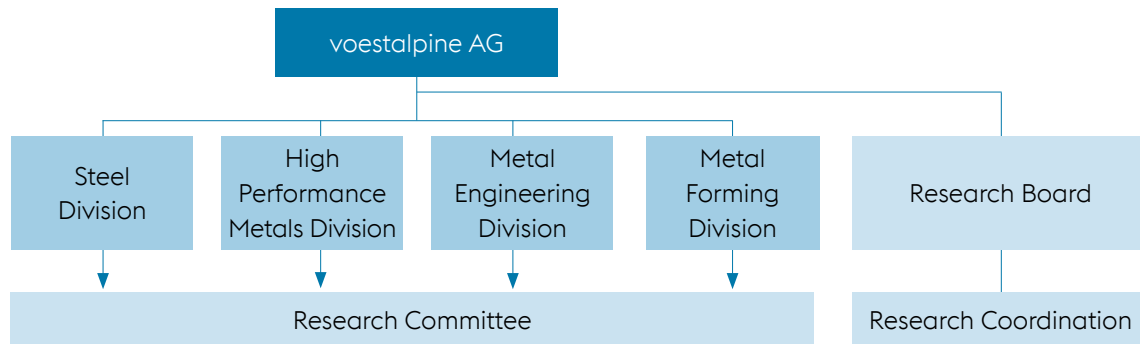 voestalpine AG
Steel
Division
High
Performance
Metals Division
Metal
Engineering
Division
Metal
Forming
Division
Research Board
Research Committee
Research Coordination